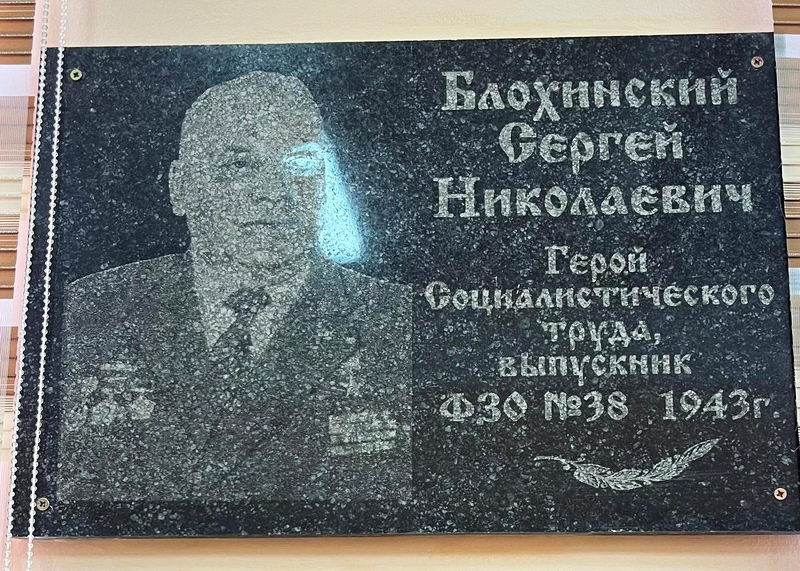 Блохинский
Сергей
Николаевич
Герой
Социалистического
труда,
выпускник
ФЗО №38 1943г.